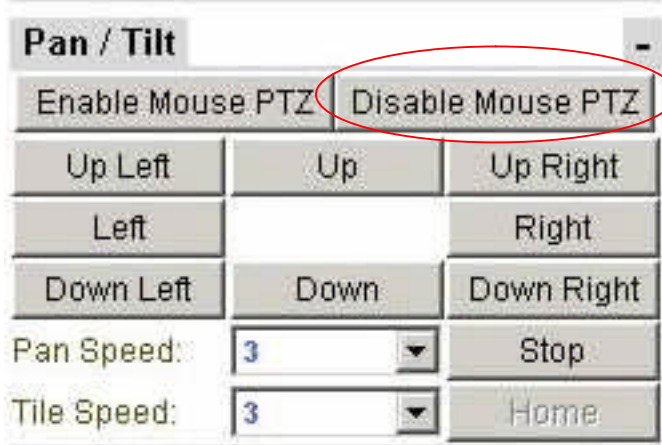 Pan / Tilt -
Enable Mouse PTZ Disable Mouse PTZ
Up Left Up Up Right
Left Right
Down Left Down Down Right
Pan Speed: 3 Stop
Tile Speed: 3 Home